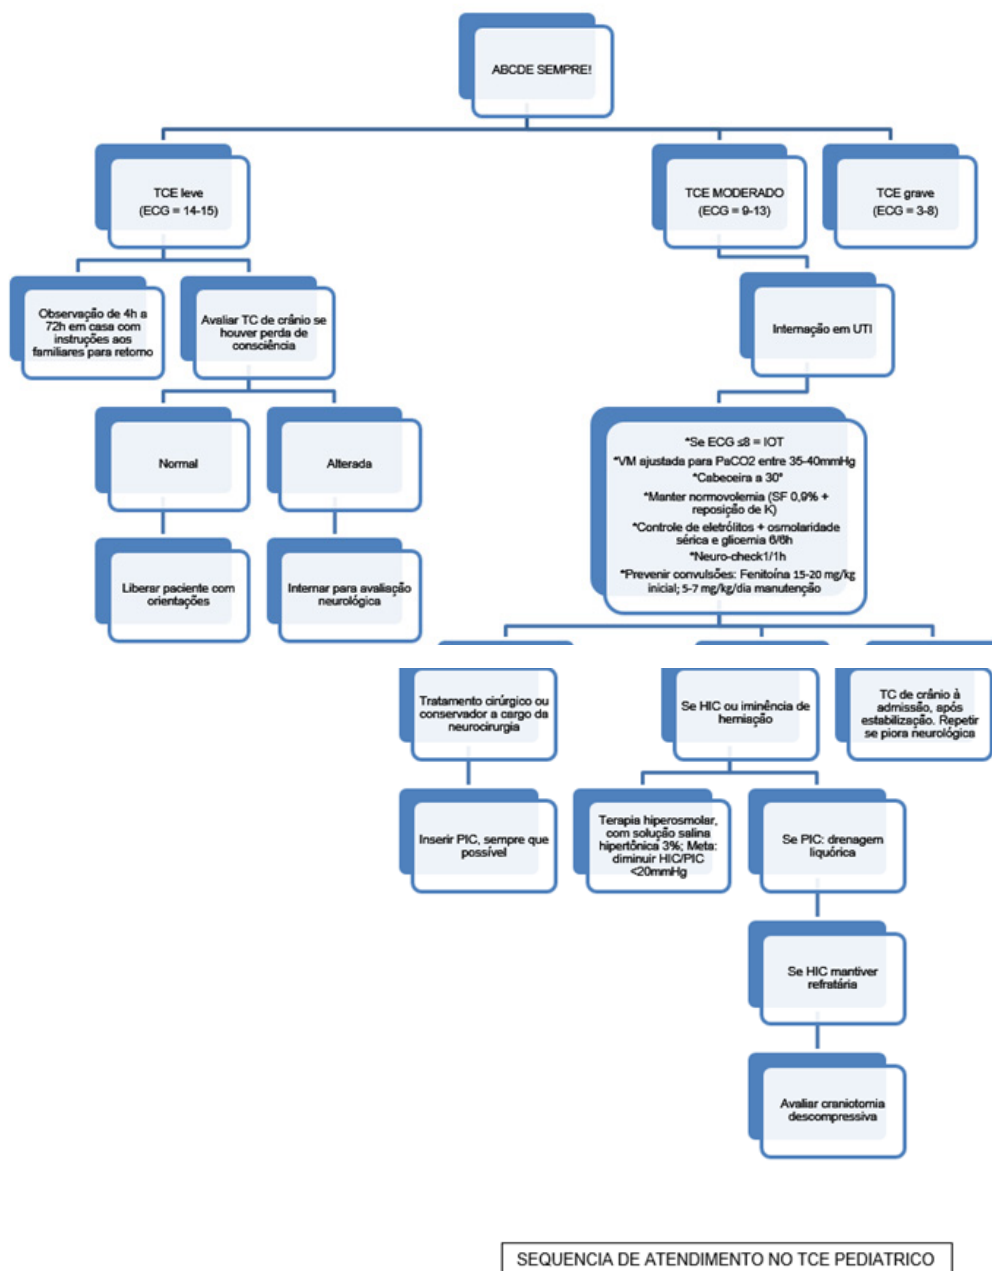 ABCDE SEMPRE!
TCE leve
(ECG = 14-15)
TCE MODERADO
(ECG = 9-13)
TCE grave
(ECG = 3-8)
Observação de 4h a
72h em casa com
instruções aos
familiares para retorno
Avaliar TC de crânio se
houver perda de
consciência
Internação em UTI
Normal
Alterada
Liberar paciente com
orientações
Internar para avaliação
neurológica
*Se ECG ≤8 = IOT
*VM ajustada para PaCO2 entre 35-40mmHg
*Cabeceira a 30°
*Manter normovolemia (SF 0,9% +
reposição de K)
*Controle de eletrólitos + osmolaridade
sérica e glicemia 6/6h
*Neuro-check1/1h
*Prevenir convulsões: Fenitoína 15-20 mg/kg
inicial; 5-7 mg/kg/dia manutenção
Tratamento cirúrgico ou
conservador a cargo da
neurocirurgia
Se HIC ou iminência de
herniação
TC de crânio à
admissão, após
estabilização. Repetir
se piora neurológica
Inserir PIC, sempre que
possível
Terapia hiperosmolar,
com solução salina
hipertônica 3%; Meta:
diminuir HIC/PIC
<20mmHg
Se PIC: drenagem
liquórica
Se HIC mantiver
refratária
Avaliar craniotomia
descompressiva
SEQUENCIA DE ATENDIMENTO NO TCE PEDIATRICO